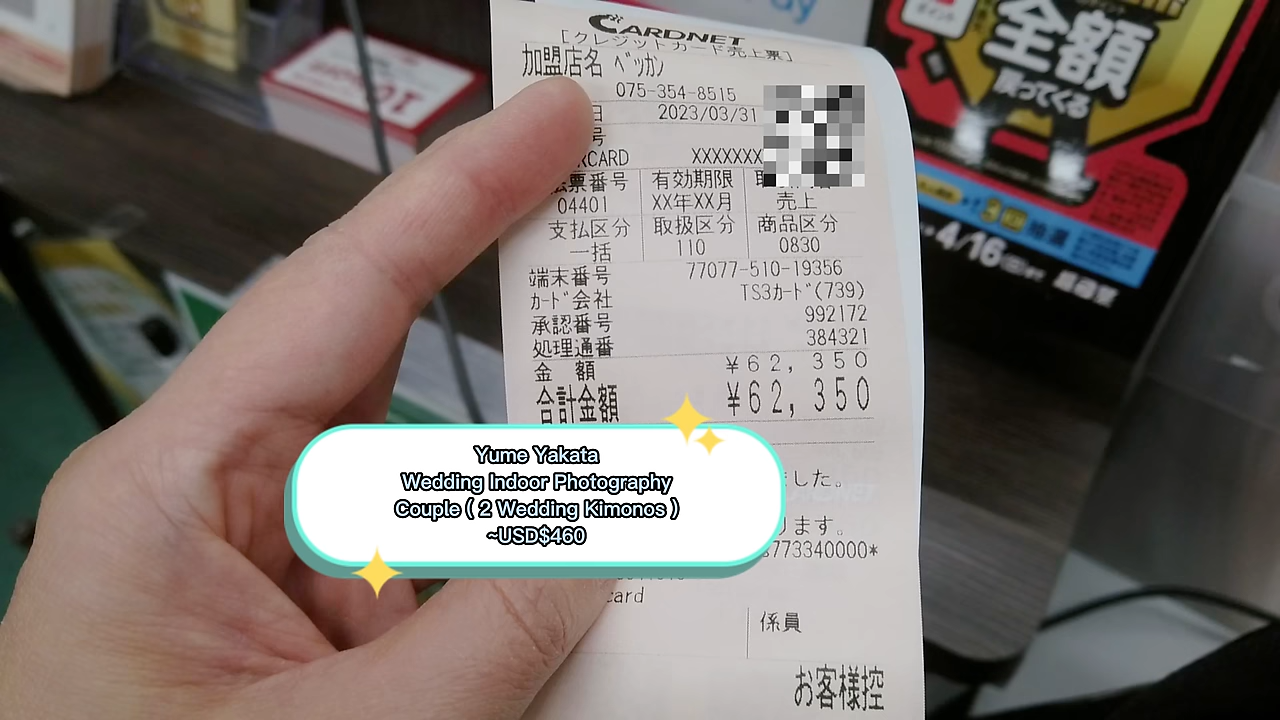 CARDNET
[クレジットカード売上票]
加盟店名 ﾍﾞｯｶﾝ
075-354-8515
日 2023/03/31
号
RCARD XXXXXXX
伝票番号 有効期限
04401 XX年XX月 売上
支払区分 取扱区分 商品区分
一括 110 0830
端末番号 77077-510-19356
ｶｰﾄﾞ会社 TS3ｶｰﾄﾞ(739)
承認番号 992172
処理通番 384321
金 額 ¥62,350
合計金額 ¥62,350
Yume Yakata
Wedding Indoor Photography
Couple ( 2 Wedding Kimonos )
~USD$460
ました。
ります。
773340000*
card
係員
お客様控
Pay
全額
戻ってくる
4/16